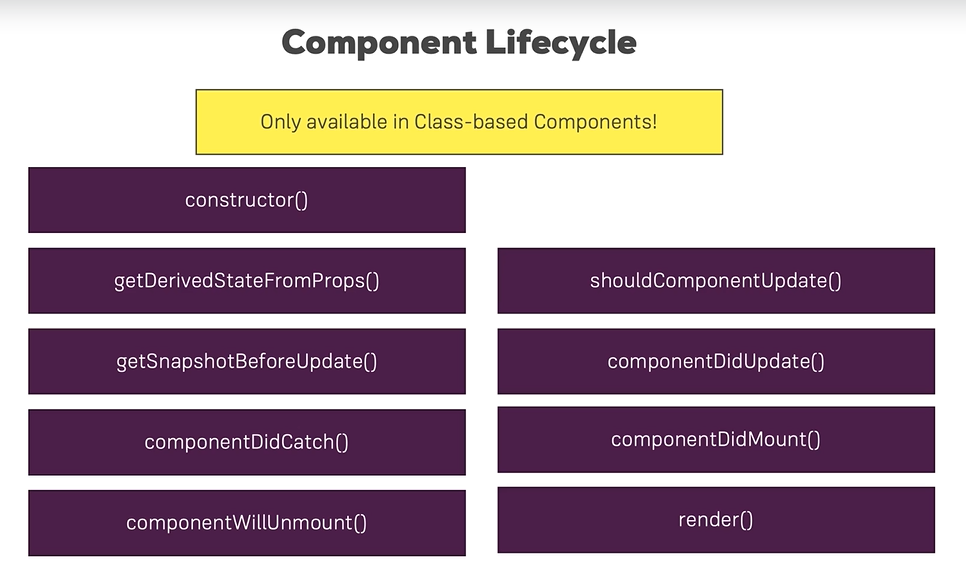 Component Lifecycle
Only available in Class-based Components!
constructor()
getDerivedStateFromProps()
shouldComponentUpdate()
getSnapshotBeforeUpdate()
componentDidUpdate()
componentDidCatch()
componentDidMount()
componentWillUnmount()
render()